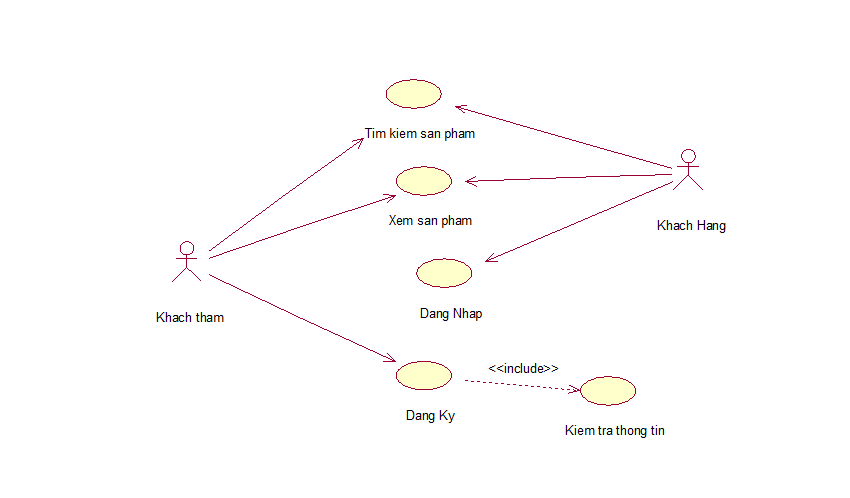 Tim kiem san pham
Xem san pham
Khach Hang
Dang Nhap
Khach tham
<<include>>
Dang Ky
Kiem tra thong tin